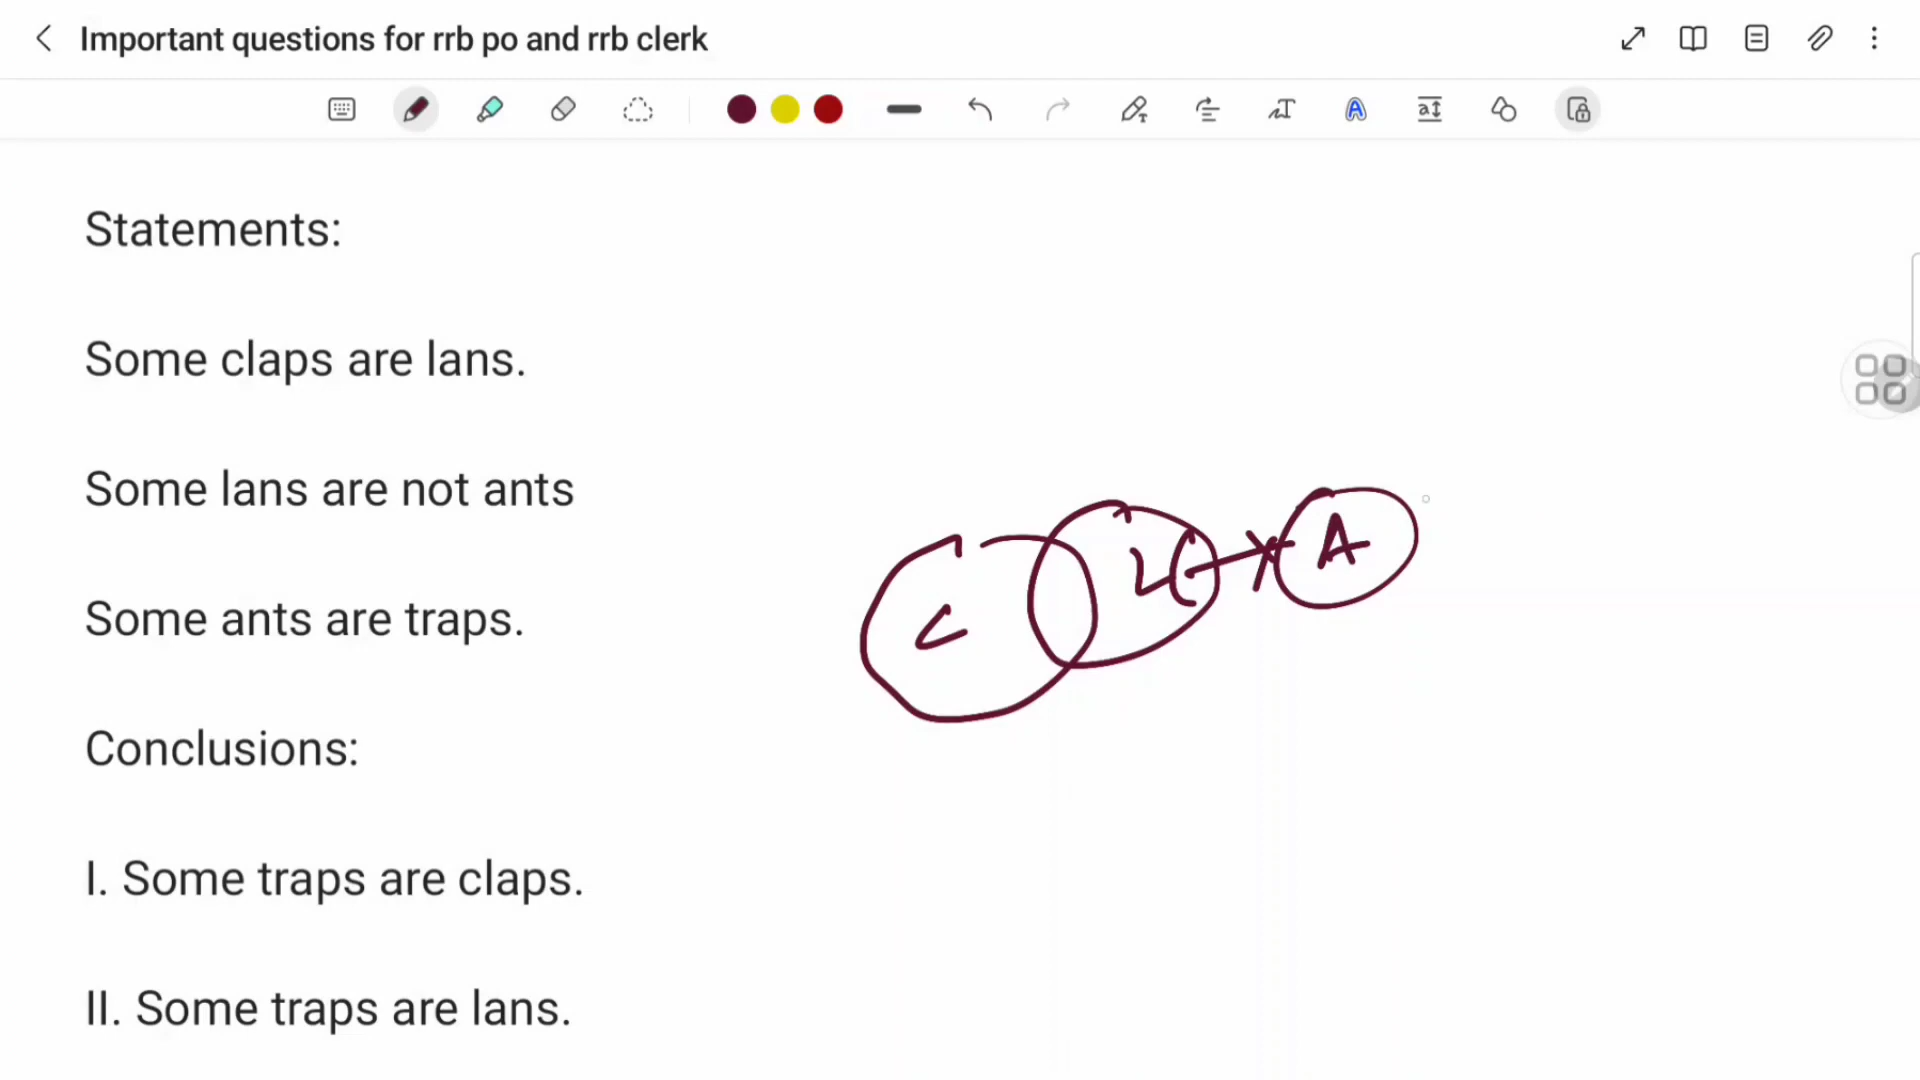 Important questions for rrb po and rrb clerk
Statements:
Some claps are lans.
Some lans are not ants
Some ants are traps.
Conclusions:
I. Some traps are claps.
II. Some traps are lans.
C
L
A